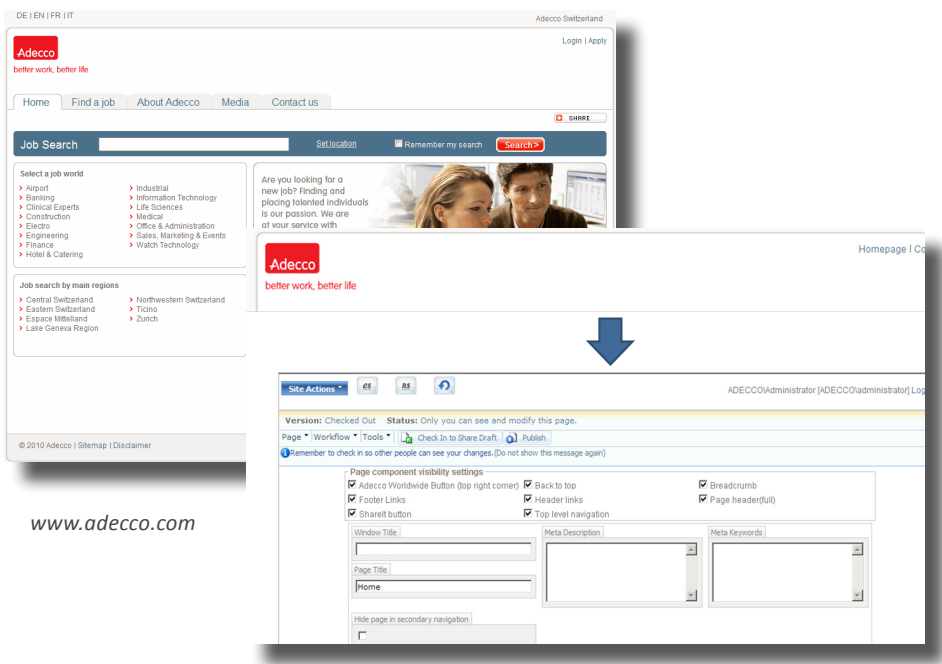 DE | EN | FR | IT
Adecco Switzerland
Adecco
better work, better life
Login | Apply
Home Find a job About Adecco Media Contact us
SHARE
Job Search Set location Remember my search Search >
Select a job world
Airport
Banking
Clinical Experts
Construction
Electro
Engineering
Finance
Hotel & Catering
Industrial
Information Technology
Life Sciences
Medical
Office & Administration
Sales, Marketing & Events
Watch Technology
Are you looking for a
new job? Finding and
placing talented individuals
is our passion. We are
at your service with
Job search by main regions
Central Switzerland
Eastern Switzerland
Espace Mittelland
Lake Geneva Region
Northwestern Switzerland
Ticino
Zurich
© 2010 Adecco | Sitemap | Disclaimer
www.adecco.com
Adecco
better work, better life
Homepage | Co
Site Actions es RS
ADECCO\Administrator [ADECCO\administrator] Log
Version: Checked Out Status: Only you can see and modify this page.
Page Workflow Tools Check In to Share Draft Publish
Remember to check in so other people can see your changes.(Do not show this message again)
Page component visibility settings
Adecco Worldwide Button (top right corner) Back to top Breadcrumb
Footer Links Header links Page header(full)
ShareIt button Top level navigation
Window Title Meta Description Meta Keywords
Page Title
Home
Hide page in secondary navigation